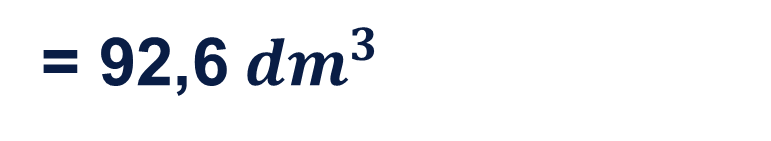 = 92,6 dm³